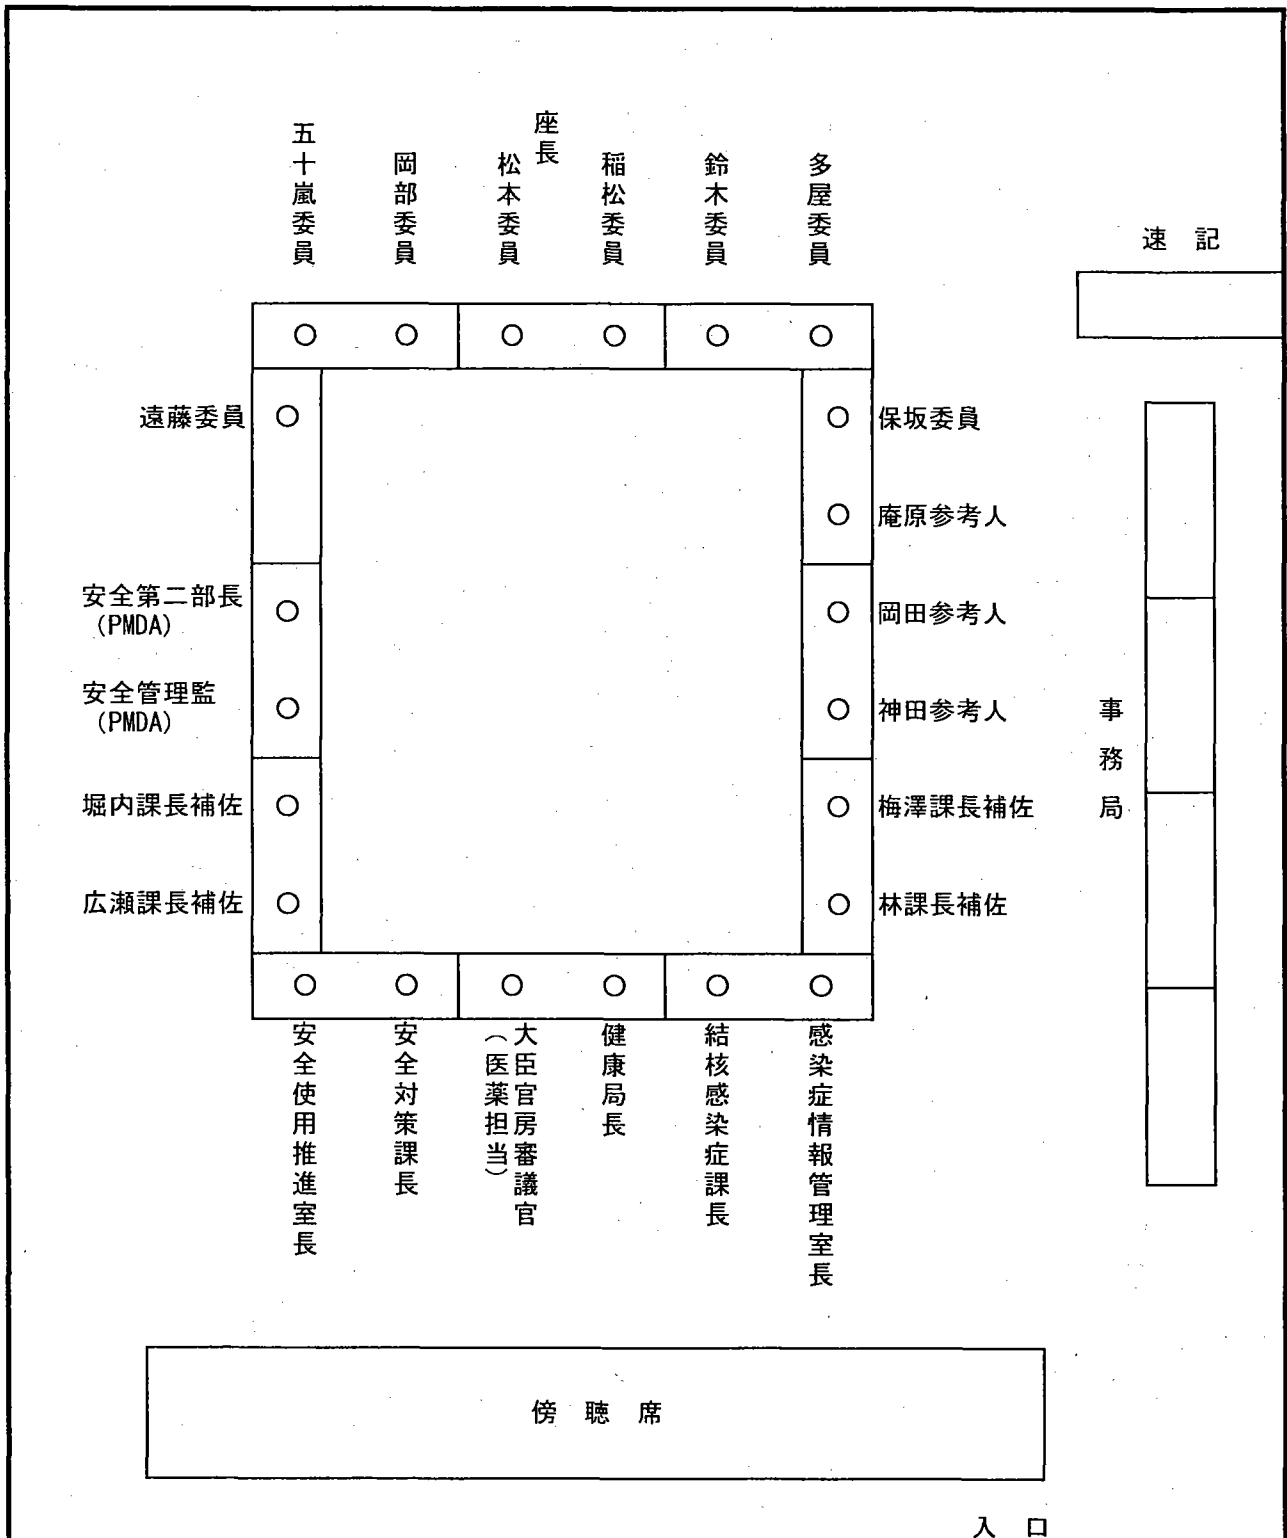 座長
五十嵐委員
岡部委員
松本委員
稲松委員
鈴木委員
多屋委員
速記
遠藤委員
保坂委員
庵原参考人
安全第二部長
(PMDA)
岡田参考人
安全管理監
(PMDA)
神田参考人
事務局
堀内課長補佐
梅澤課長補佐
広瀬課長補佐
林課長補佐
安全使用推進室長
安全対策課長
大臣官房審議官
(医薬担当)
健康局長
結核感染症課長
感染症情報管理室長
傍聴席
入口